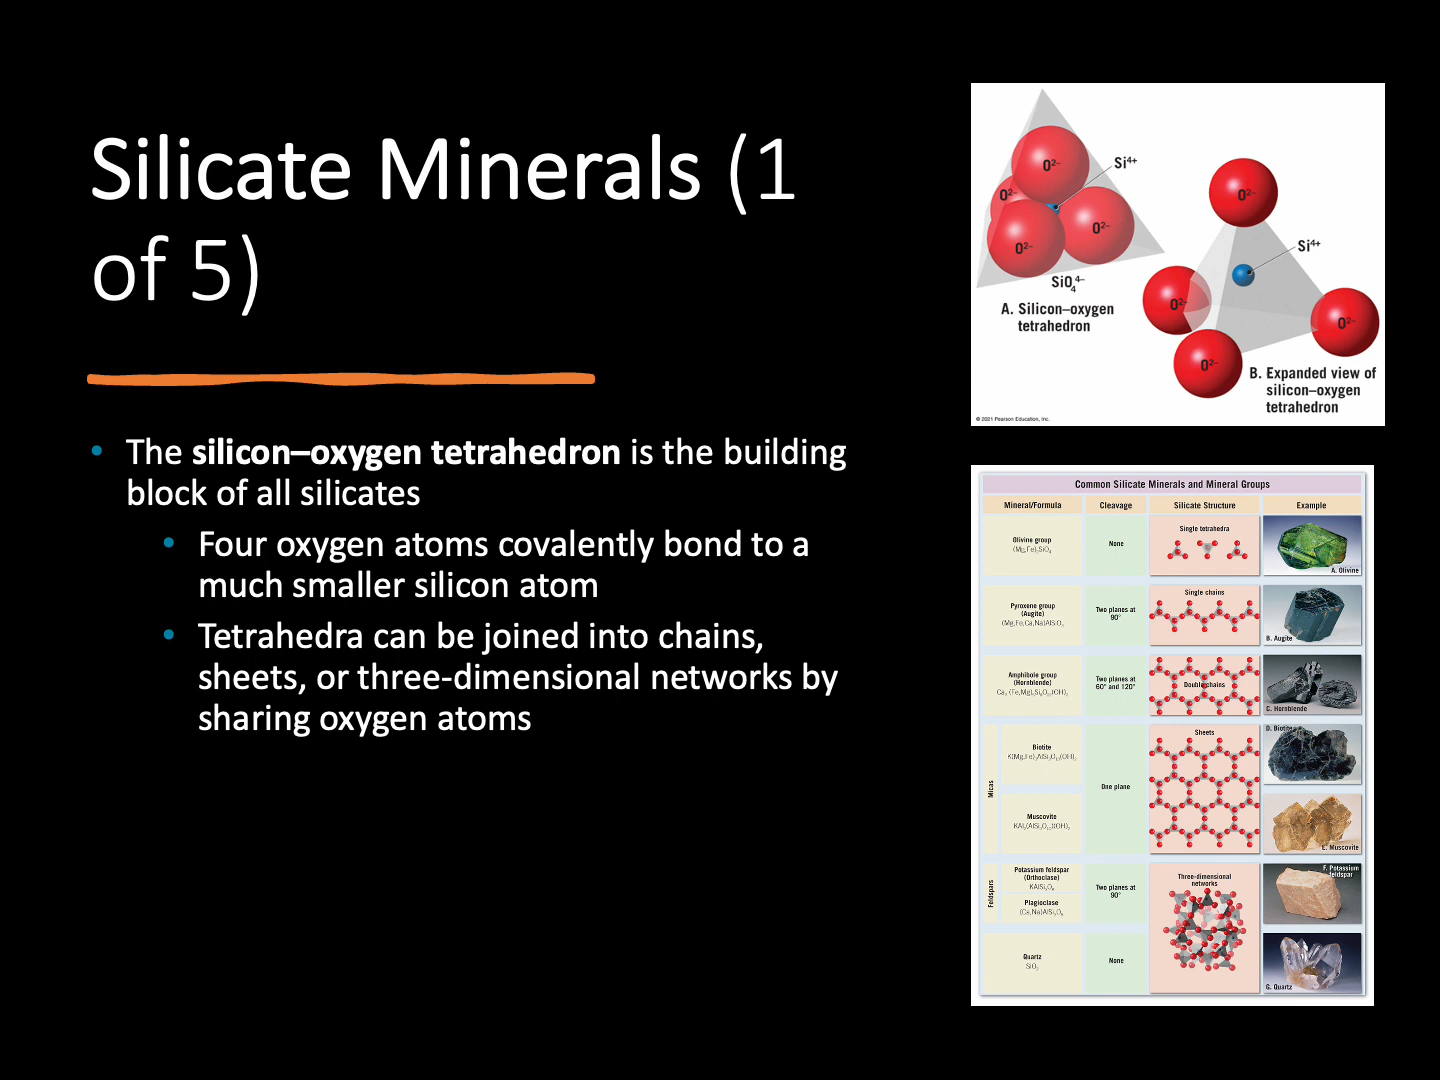 Silicate Minerals (1
of 5)
• The silicon–oxygen tetrahedron is the building
block of all silicates
• Four oxygen atoms covalently bond to a
much smaller silicon atom
• Tetrahedra can be joined into chains,
sheets, or three-dimensional networks by
sharing oxygen atoms
O²⁻
Si⁴⁺
O²⁻
O²⁻
O²⁻
SiO₄⁴⁻
A. Silicon–oxygen
tetrahedron
O²⁻
Si⁴⁺
O²⁻
O²⁻
O²⁻
B. Expanded view of
silicon–oxygen
tetrahedron
© 2021 Pearson Education, Inc.
Common Silicate Minerals and Mineral Groups
Mineral/Formula Cleavage Silicate Structure Example
Olivine group
(Mg,Fe)₂SiO₄
None
Single tetrahedra
A. Olivine
Pyroxene group
(Augite)
(Mg,Fe,Ca,Na)AlSiO₃
Two planes at
90°
Single chains
B. Augite
Amphibole group
(Hornblende)
Ca₂ (Fe,Mg)₅Si₈O₂₂(OH)₂
Two planes at
60° and 120°
Double chains
C. Hornblende
Micas
Biotite
K(Mg,Fe)₃AlSi₃O₁₀(OH)₂
Muscovite
KAl₂(AlSi₃O₁₀)(OH)₂
One plane
Sheets
D. Biotite
E. Muscovite
Feldspars
Potassium feldspar
(Orthoclase)
KAlSi₃O₈
Plagioclase
(Ca,Na)AlSi₃O₈
Two planes at
90°
Three-dimensional
networks
F. Potassium
feldspar
Quartz
SiO₂
None
G. Quartz